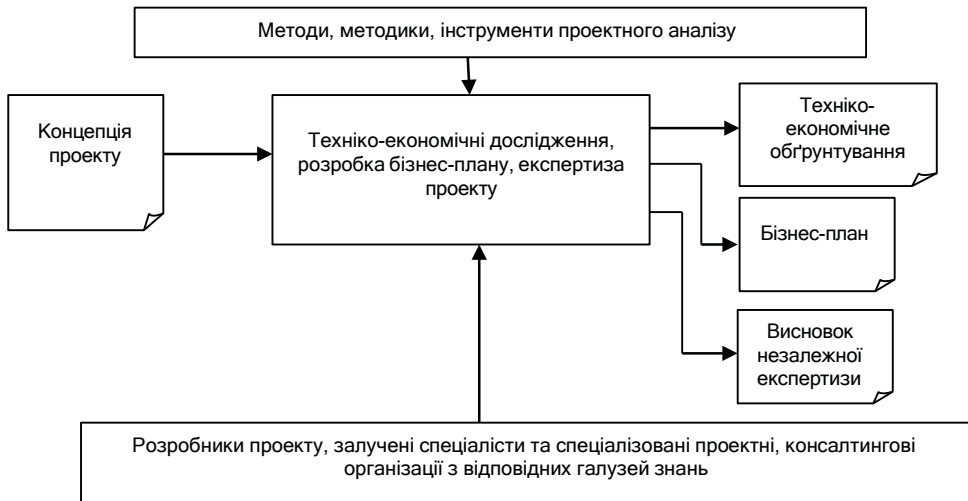 Методи, методики, інструменти проектного аналізу
Концепція
проекту
Техніко-економічні дослідження,
розробка бізнес-плану, експертиза
проекту
Техніко-
економічне
обґрунтування
Бізнес-план
Висновок
незалежної
експертизи
Розробники проекту, залучені спеціалісти та спеціалізовані проектні, консалтингові
організації з відповідних галузей знань